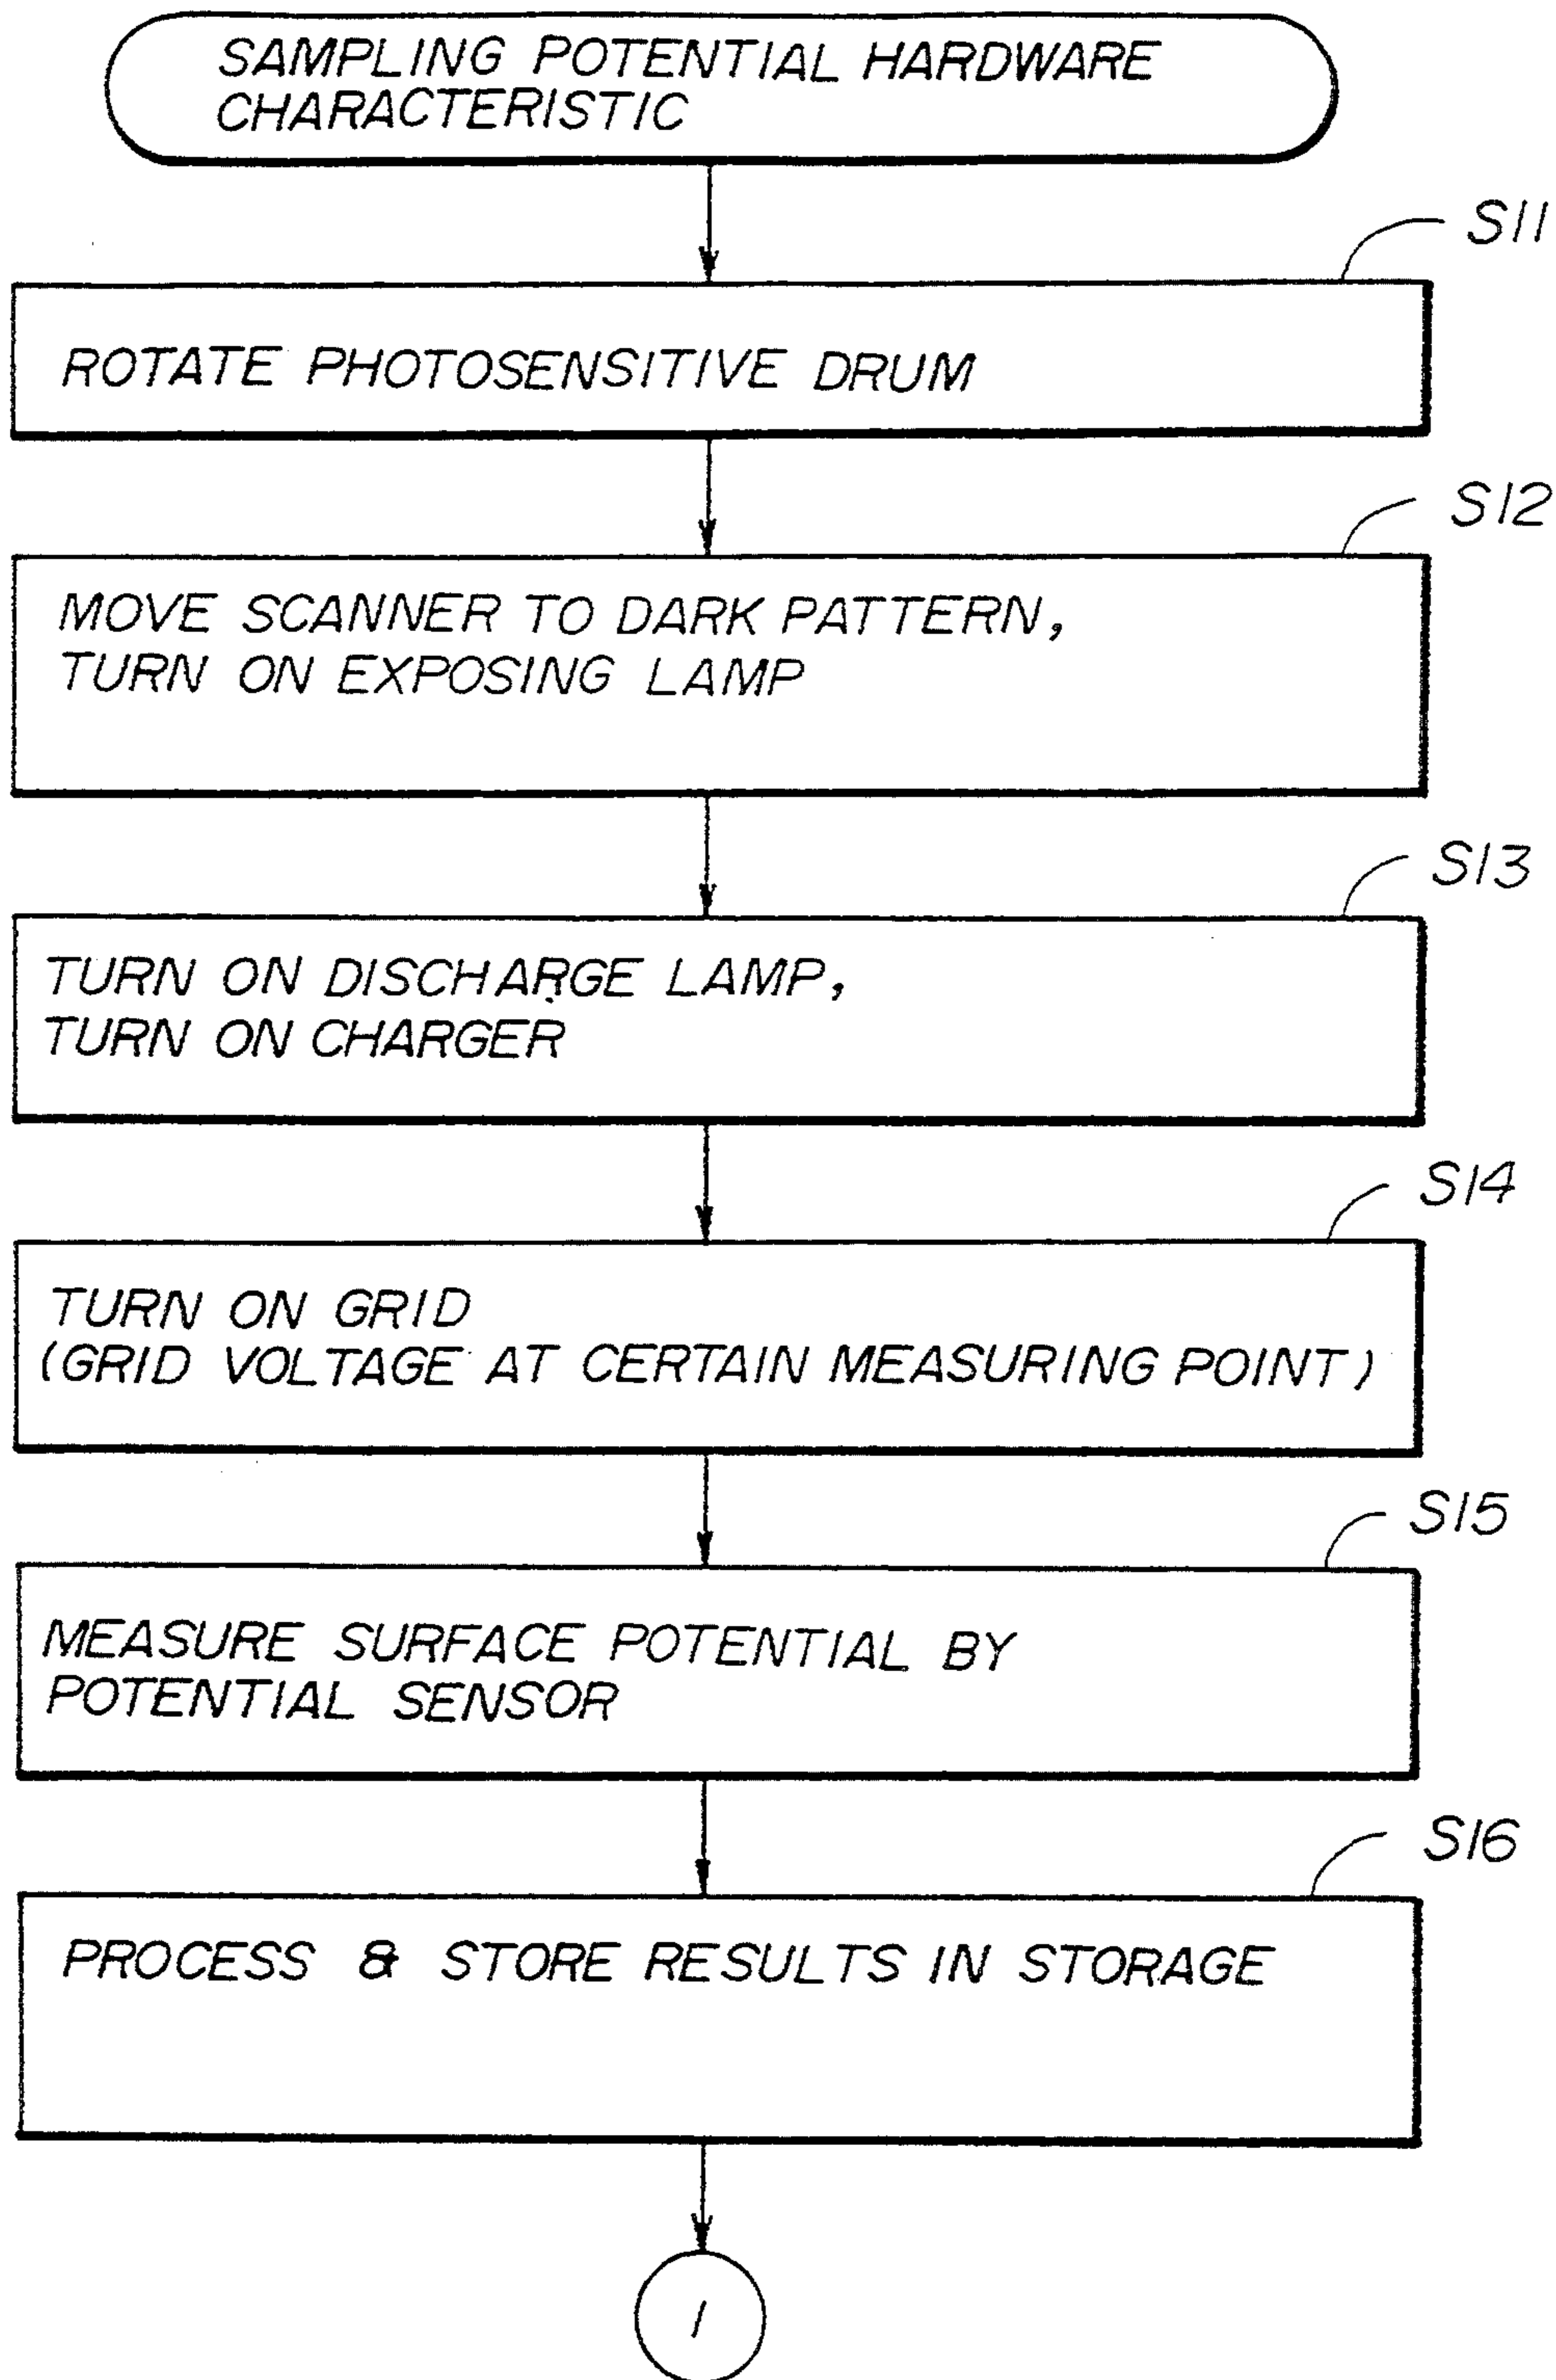 SAMPLING POTENTIAL HARDWARE
CHARACTERISTIC
S11
ROTATE PHOTOSENSITIVE DRUM
S12
MOVE SCANNER TO DARK PATTERN,
TURN ON EXPOSING LAMP
S13
TURN ON DISCHARGE LAMP,
TURN ON CHARGER
S14
TURN ON GRID
(GRID VOLTAGE AT CERTAIN MEASURING POINT)
S15
MEASURE SURFACE POTENTIAL BY
POTENTIAL SENSOR
S16
PROCESS & STORE RESULTS IN STORAGE
1